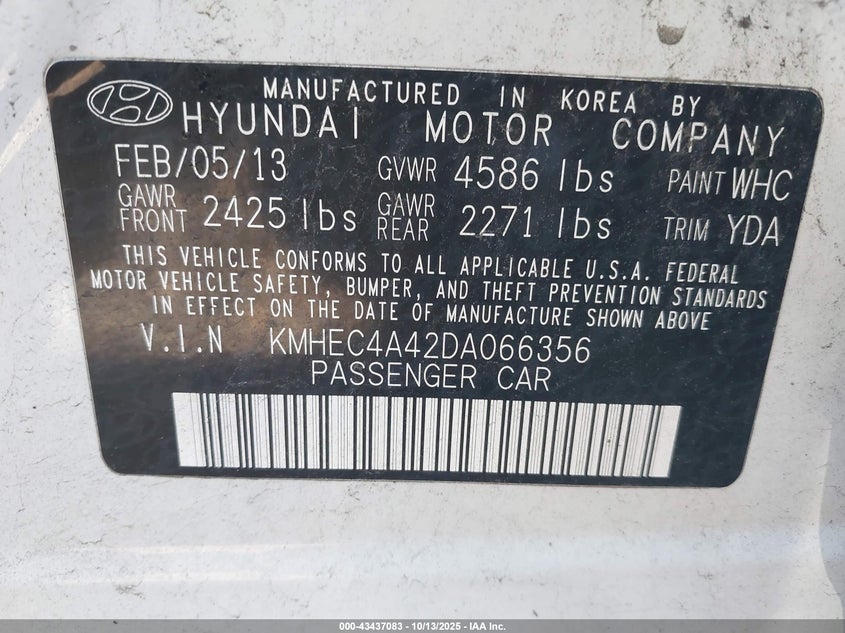 MANUFACTURED IN KOREA BY
HYUNDAI MOTOR COMPANY
FEB/05/13 GVWR 4586 lbs PAINT WHC
GAWR FRONT 2425 lbs GAWR REAR 2271 lbs TRIM YDA
THIS VEHICLE CONFORMS TO ALL APPLICABLE U.S.A. FEDERAL
MOTOR VEHICLE SAFETY, BUMPER, AND THEFT PREVENTION STANDARDS
IN EFFECT ON THE DATE OF MANUFACTURE SHOWN ABOVE
V.I.N KMHEC4A42DA066356
PASSENGER CAR
000-43437083 - 10/13/2025 - IAA Inc.